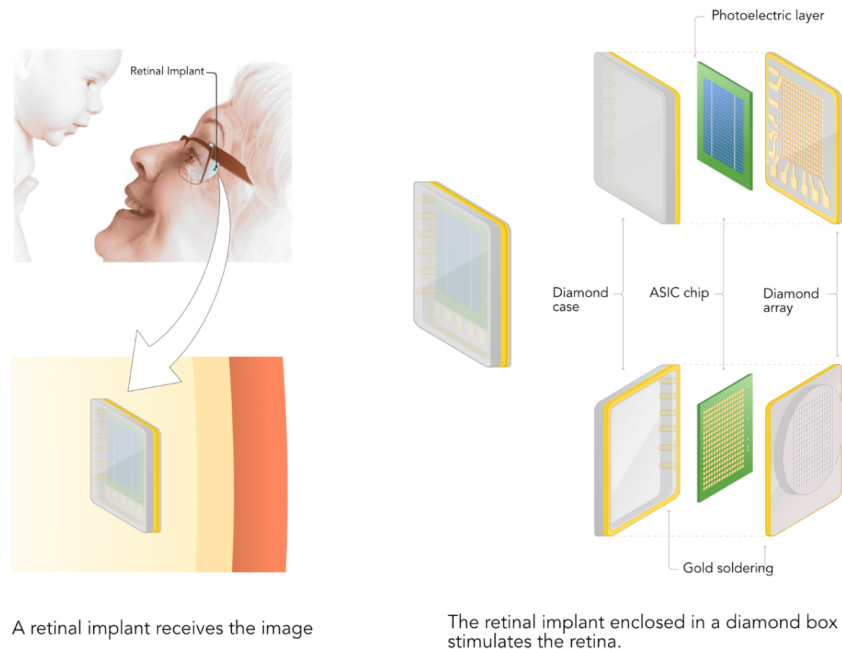 Photoelectric layer
Retinal Implant
Diamond
case
ASIC chip
Diamond
array
Gold soldering
A retinal implant receives the image
The retinal implant enclosed in a diamond box
stimulates the retina.